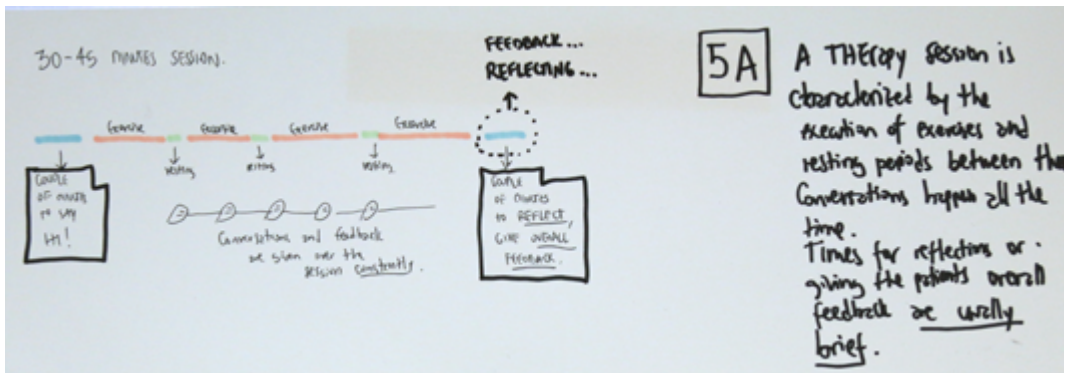 30-45 MINUTES SESSION.
FEEDBACK...
REFLECTING...
Exercise
Exercise
Exercise
Exercise
resting
resting
resting
COUPLE
OF MINUTES
TO SAY
HI!
Conversations and feedback
are given over the
session constantly.
COUPLE
OF MINUTES
to REFLECT,
GIVE OVERALL
FEEDBACK.
5A
A THErapy session is
characterized by the
execution of exercises and
resting periods between the
Conversations happen all the
time.
Times for reflection or
giving the patients overall
feedback are usually
brief.